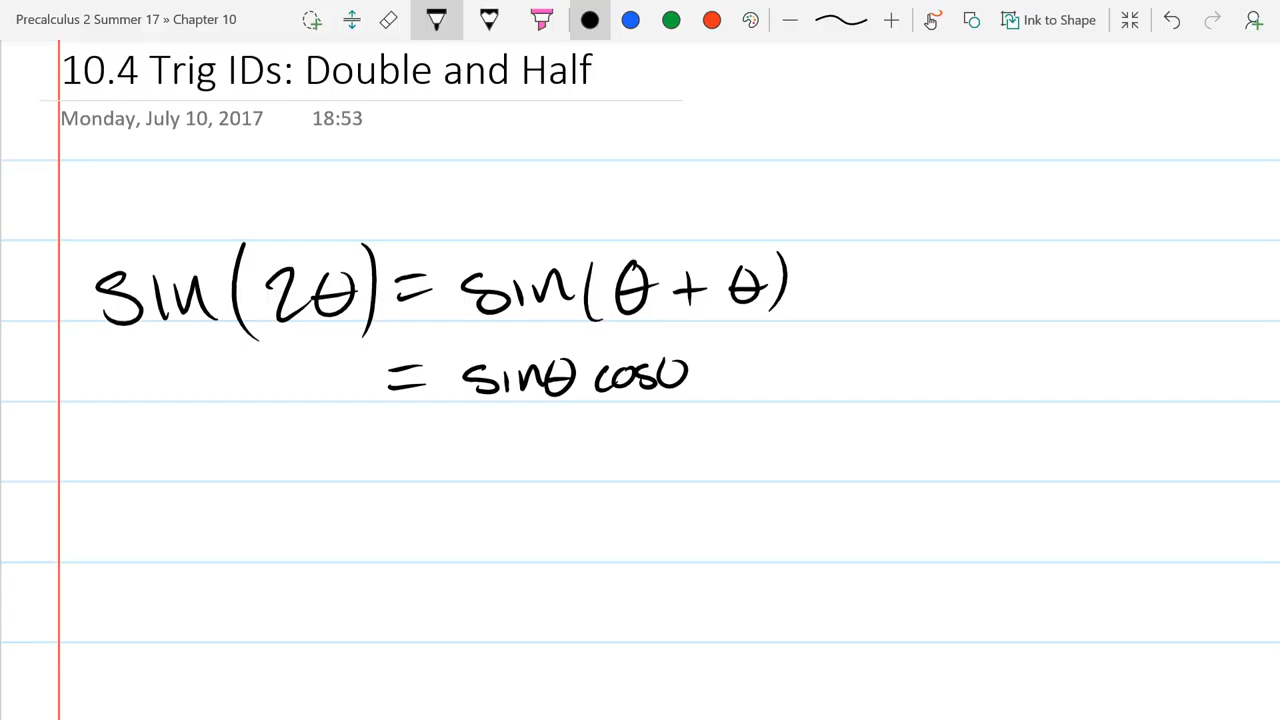 Precalculus 2 Summer 17 » Chapter 10
Ink to Shape
10.4 Trig IDs: Double and Half
Monday, July 10, 2017 18:53
sin(2θ) = sin(θ + θ)
= sinθ cosθ